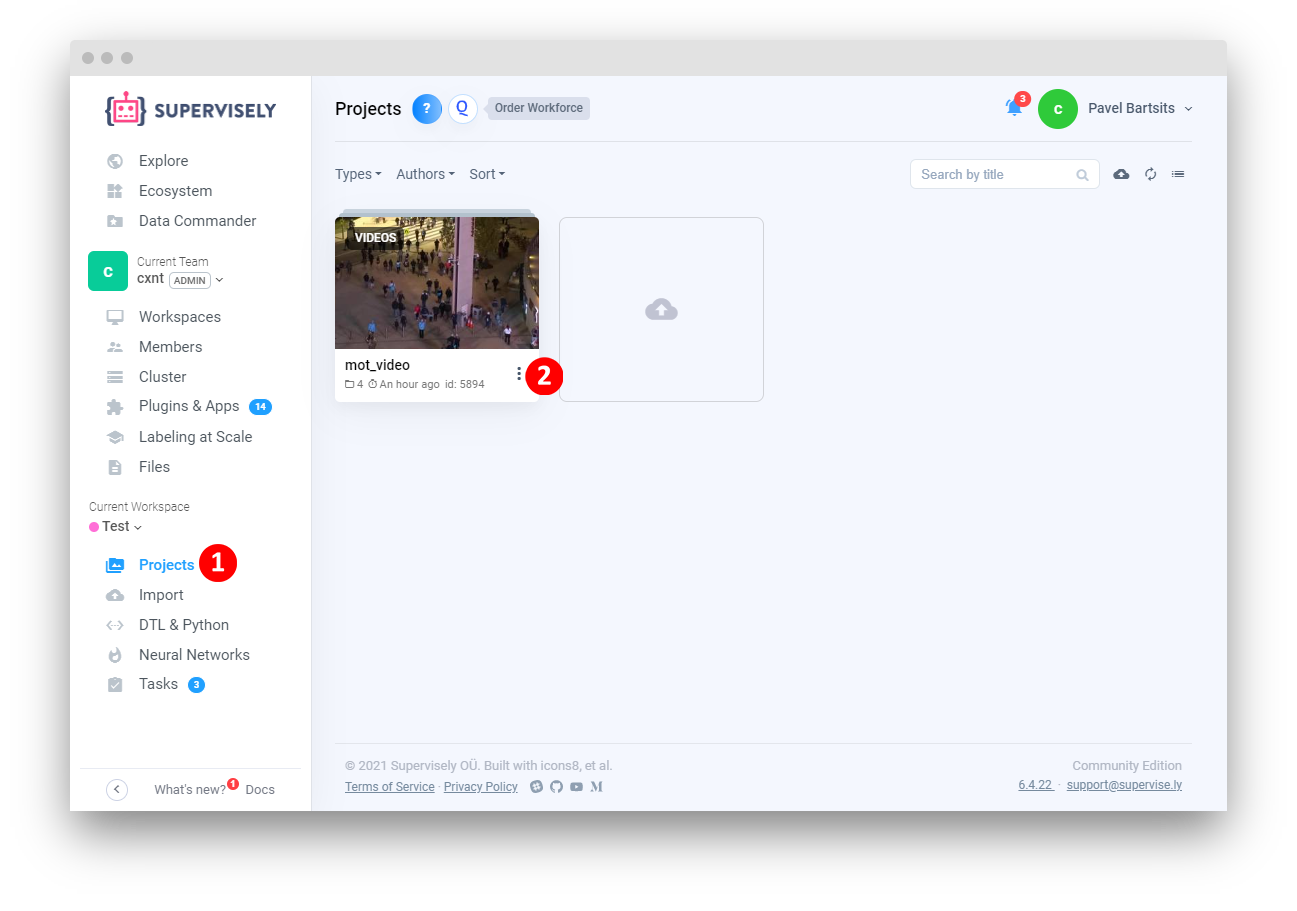 SUPERVISELY
Explore
Ecosystem
Data Commander
c
Current Team
cxnt ADMIN
Workspaces
Members
Cluster
Plugins & Apps 14
Labeling at Scale
Files
Current Workspace
Test
Projects 1
Import
DTL & Python
Neural Networks
Tasks 3
What's new? 1 Docs
Projects ? Q Order Workforce
3 c Pavel Bartsits
Types Authors Sort
Search by title
VIDEOS
mot_video
4 An hour ago id: 5894
2
© 2021 Supervisely OÜ. Built with icons8, et al.
Terms of Service · Privacy Policy
Community Edition
6.4.22 · support@supervise.ly